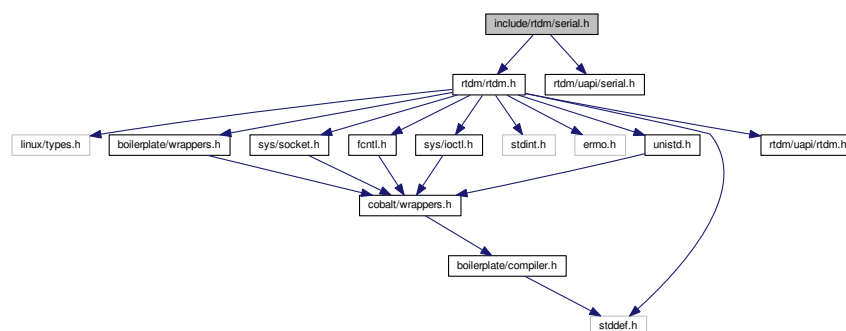 include/rtdm/serial.h
rtdm/rtdm.h
rtdm/uapi/serial.h
linux/types.h
boilerplate/wrappers.h
sys/socket.h
fcntl.h
sys/ioctl.h
stdint.h
errno.h
unistd.h
rtdm/uapi/rtdm.h
cobalt/wrappers.h
boilerplate/compiler.h
stddef.h